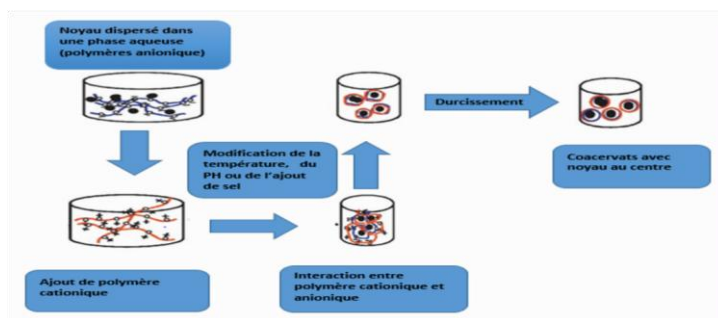 Noyau dispersé dans
une phase aqueuse
(polymères anionique)
Durcissement
Modification de la
température, du
PH ou de l'ajout
de sel
Coacervats avec
noyau au centre
Ajout de polymère
cationique
Interaction entre
polymère cationique et
anionique